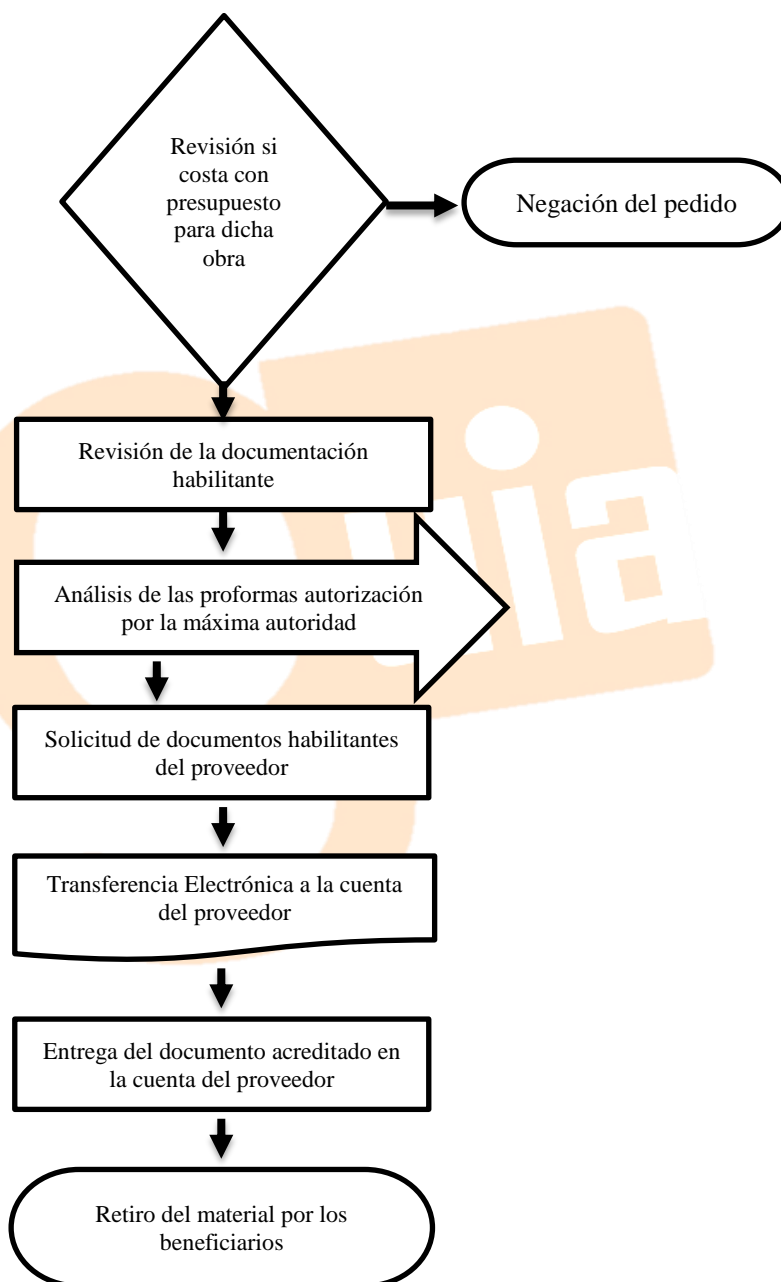 Revisión si
costa con
presupuesto
para dicha
obra
Negación del pedido
Revisión de la documentación
habilitante
Análisis de las proformas autorización
por la máxima autoridad
Solicitud de documentos habilitantes
del proveedor
Transferencia Electrónica a la cuenta
del proveedor
Entrega del documento acreditado en
la cuenta del proveedor
Retiro del material por los
beneficiarios